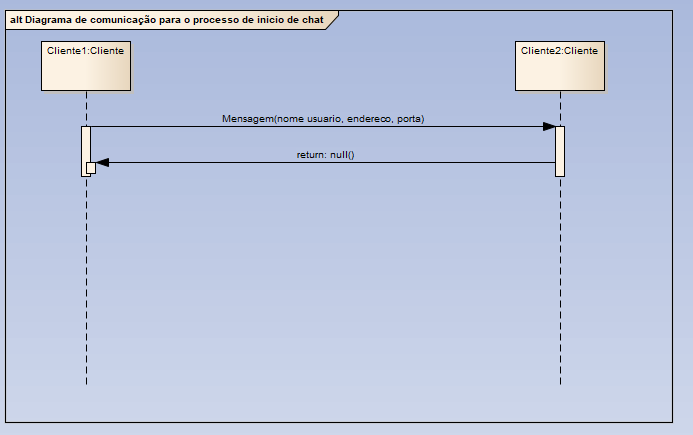 alt Diagrama de comunicação para o processo de inicio de chat
Cliente1:Cliente
Cliente2:Cliente
Mensagem(nome usuario, endereco, porta)
return: null()